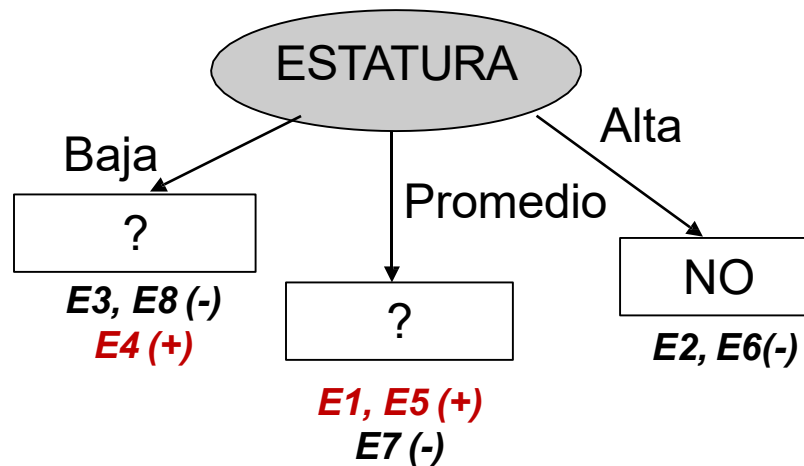 ESTATURA
Baja
Promedio
Alta
?
E3, E8 (-)
E4 (+)
?
E1, E5 (+)
E7 (-)
NO
E2, E6(-)